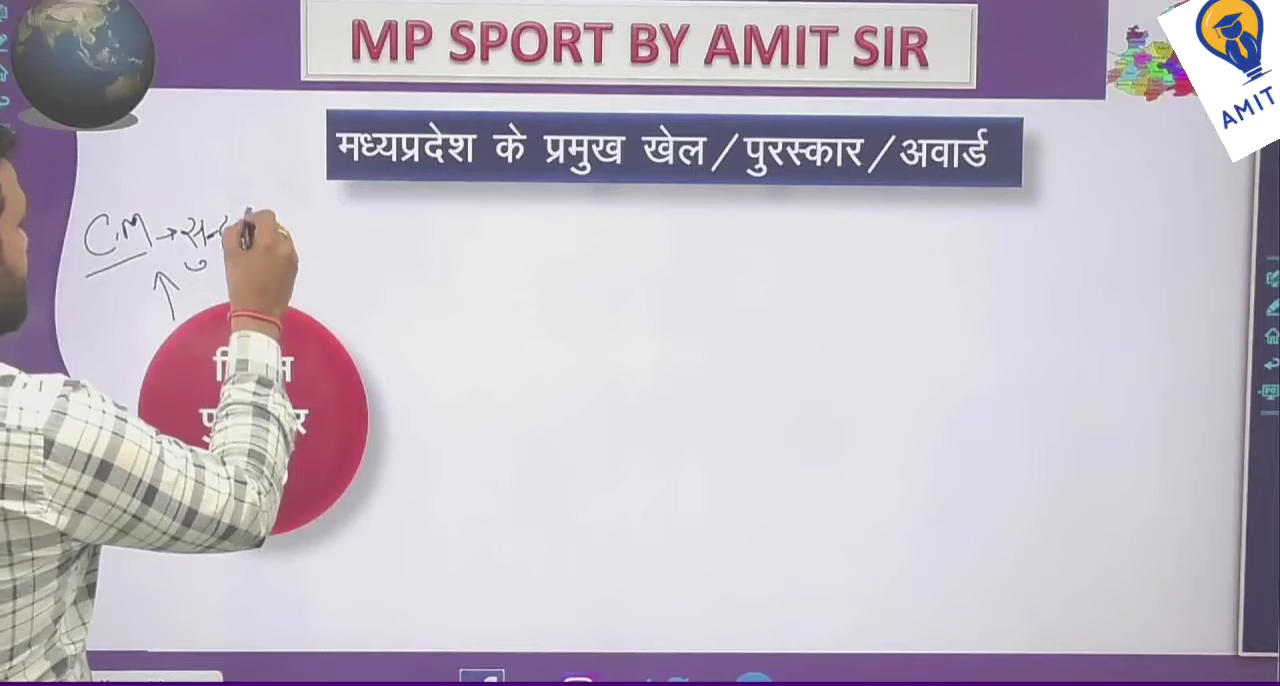 MP SPORT BY AMIT SIR
AMIT
मध्यप्रदेश के प्रमुख खेल/पुरस्कार/अवार्ड
C.M →